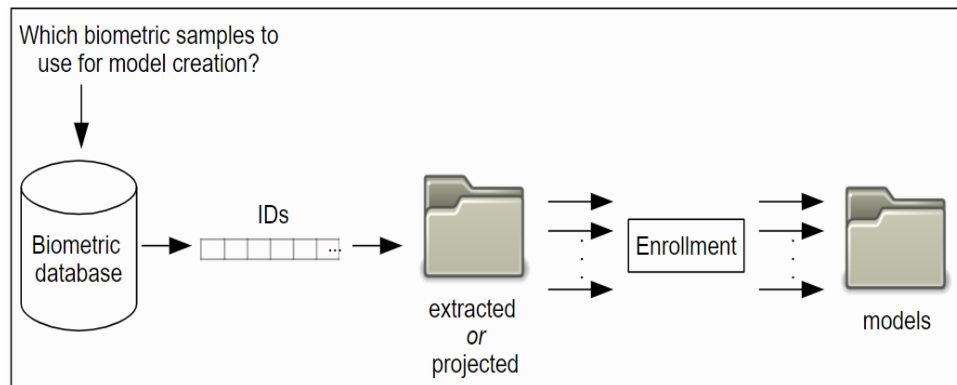 Which biometric samples to
use for model creation?
IDs
Biometric
database
...
Enrollment
extracted
or
projected
models